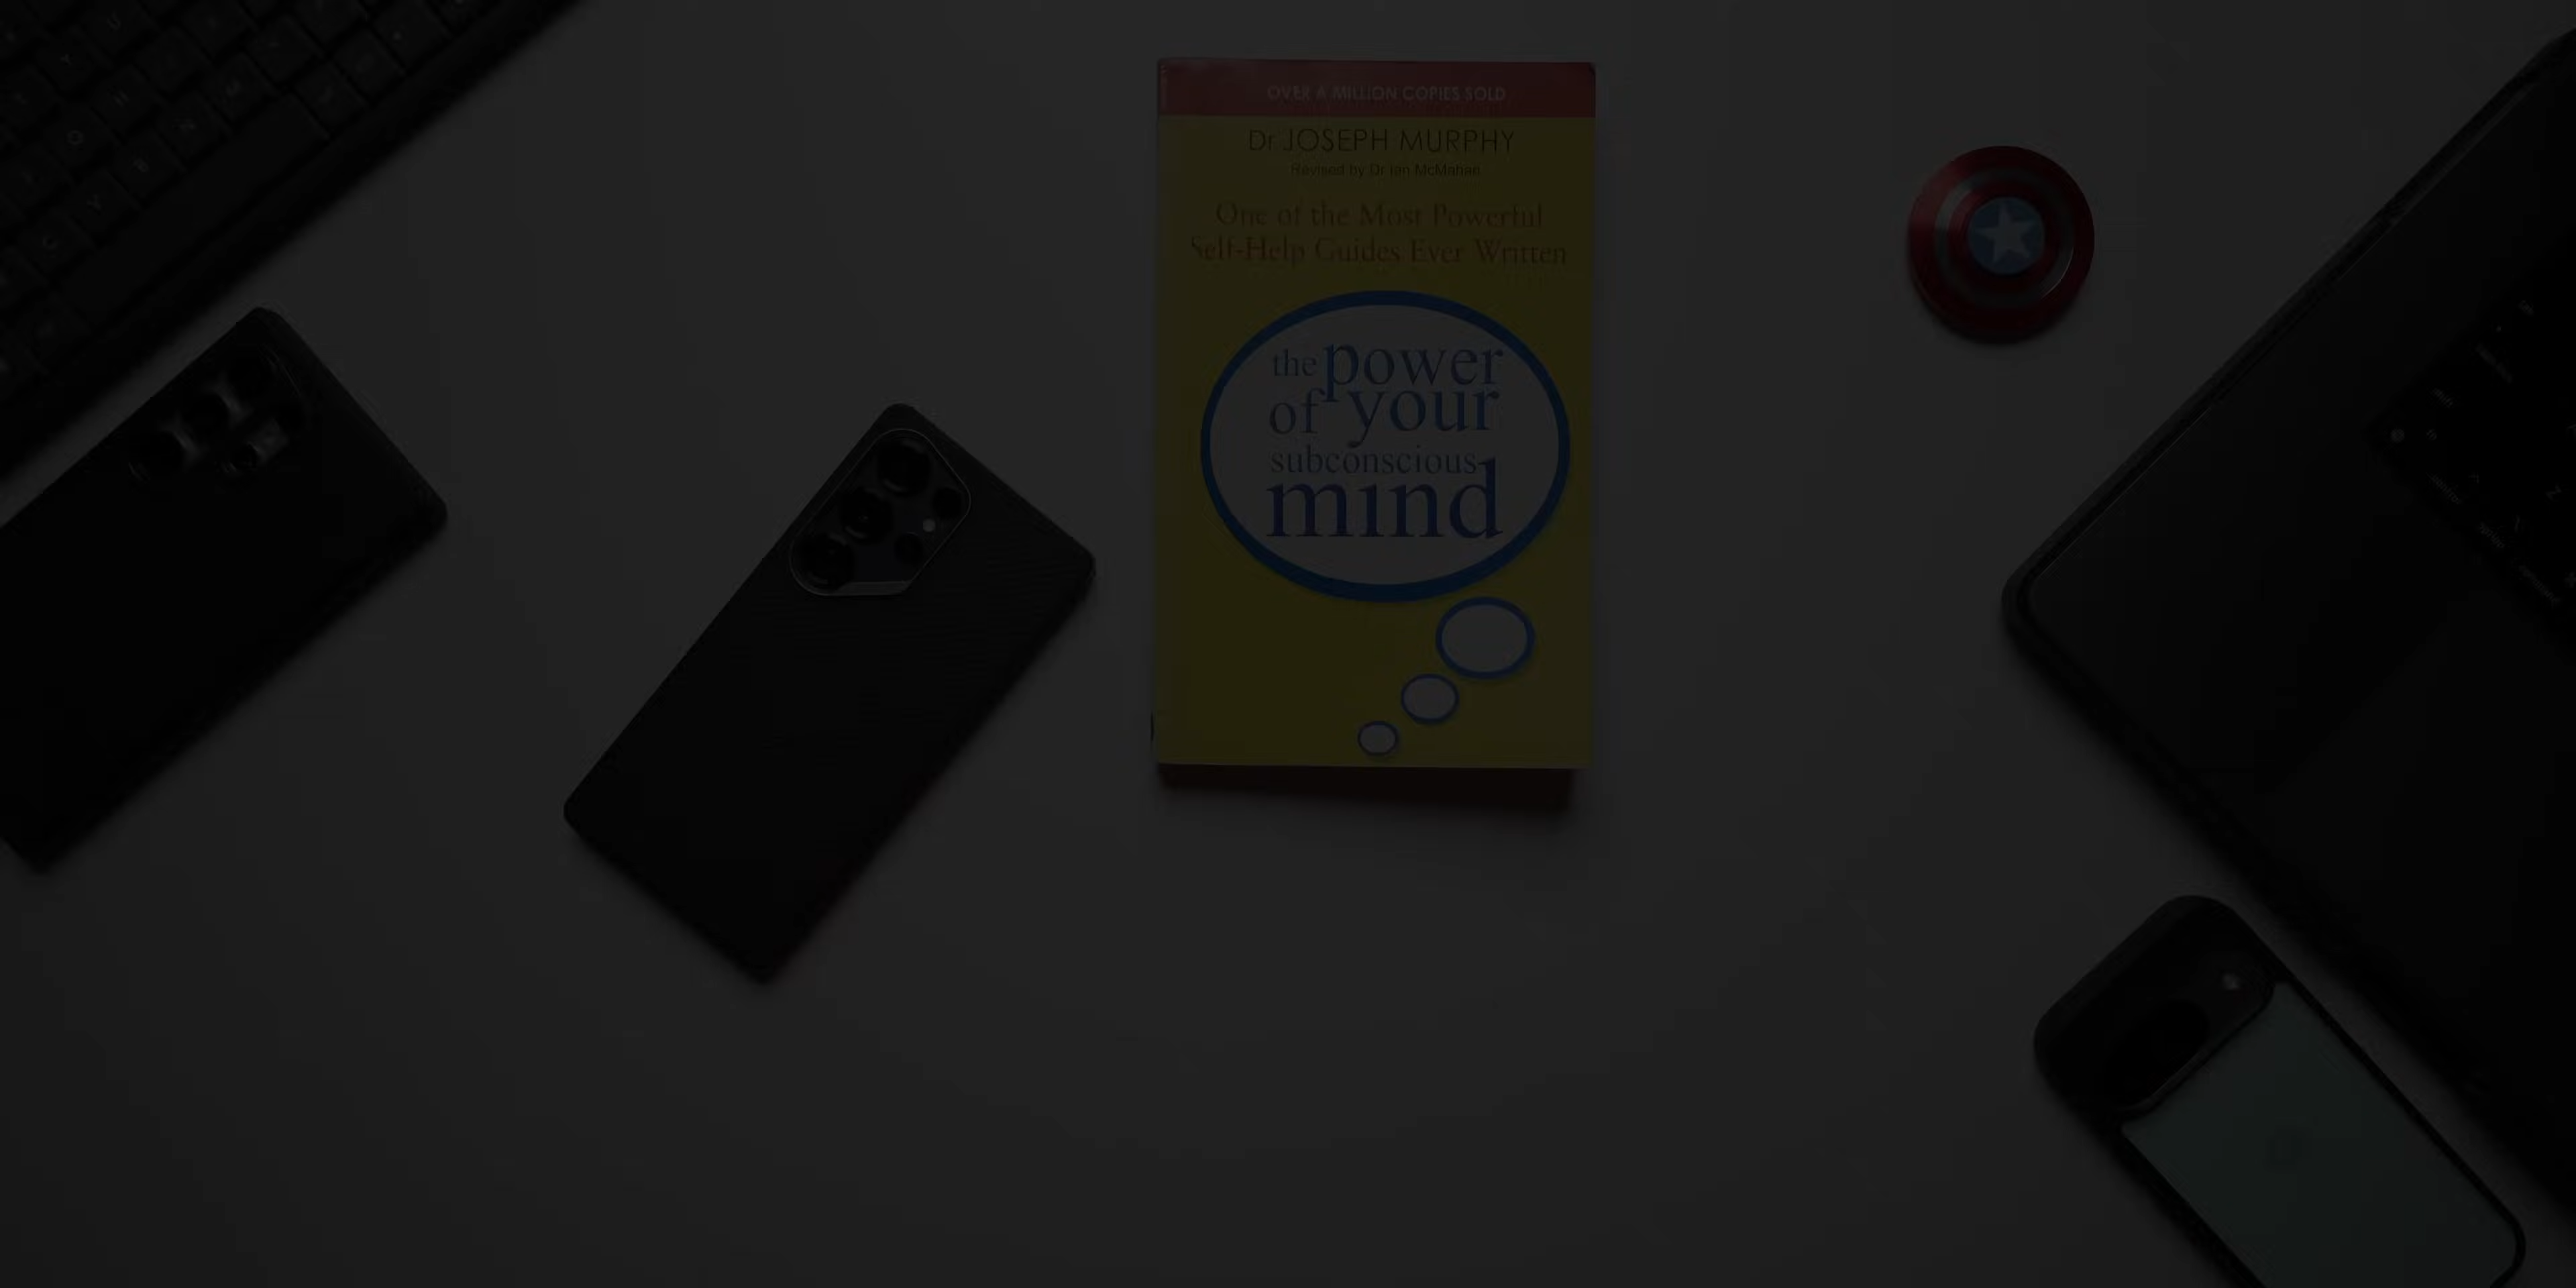 OVER A MILLION COPIES SOLD
Dr JOSEPH MURPHY
Revised by Dr Ian McMahan
One of the Most Powerful
Self-Help Guides Ever Written
the power
of your
subconscious
mind